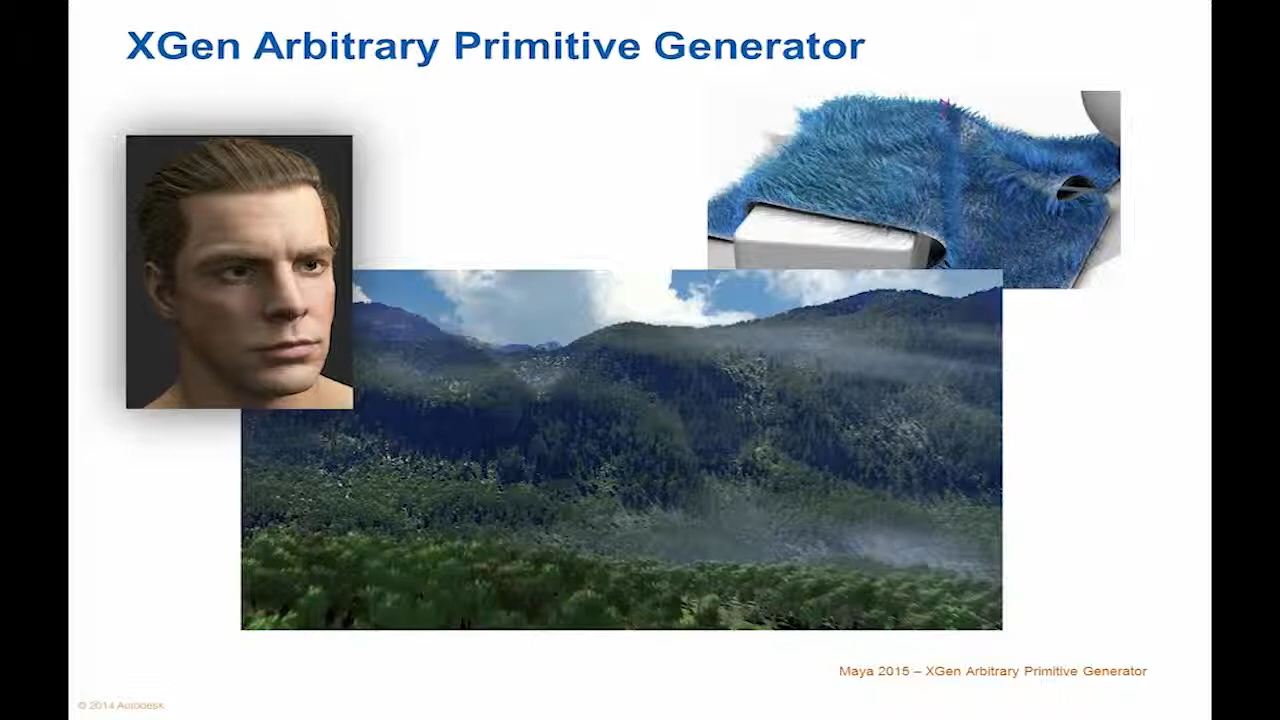 XGen Arbitrary Primitive Generator
Maya 2015 – XGen Arbitrary Primitive Generator
© 2014 Autodesk